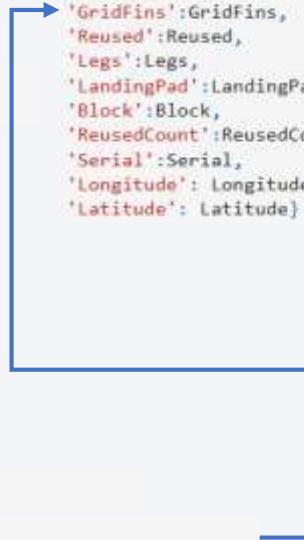 'GridFins':GridFins,
'Reused':Reused,
'Legs':Legs,
'LandingPad':LandingPa
'Block':Block,
'ReusedCount':ReusedCo
'Serial':Serial,
'Longitude': Longitude
'Latitude': Latitude}